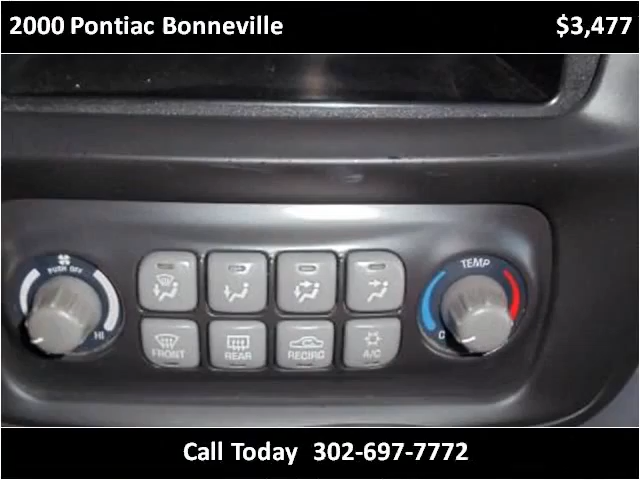 2000 Pontiac Bonneville $3,477
PUSH OFF
HI
TEMP
C
FRONT REAR RECIRC A/C
Call Today 302-697-7772